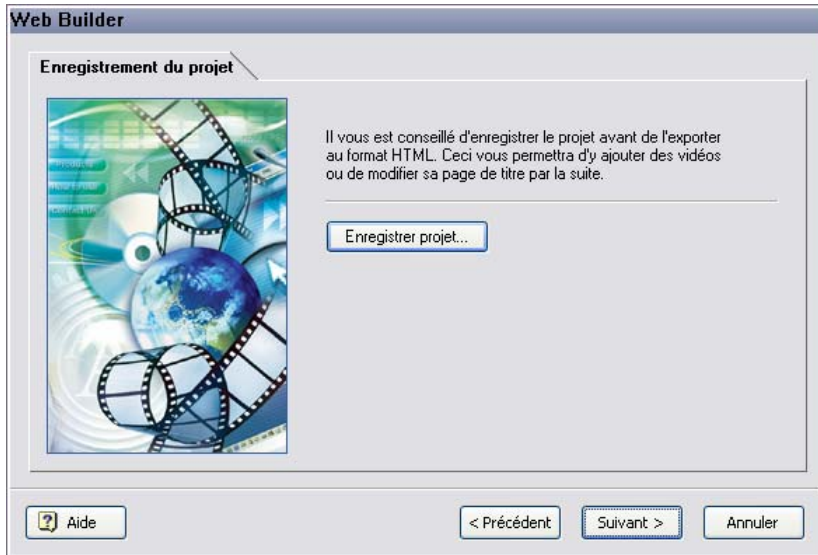 Web Builder
Enregistrement du projet
Il vous est conseillé d'enregistrer le projet avant de l'exporter
au format HTML. Ceci vous permettra d'y ajouter des vidéos
ou de modifier sa page de titre par la suite.
Enregistrer projet...
Aide
< Précédent
Suivant >
Annuler